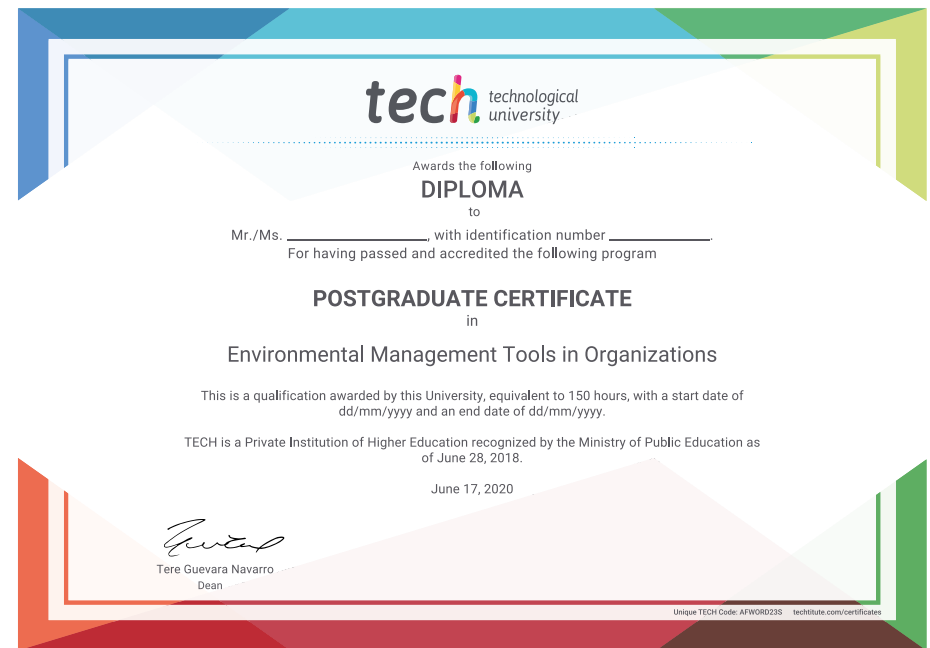 tech technological
university
Awards the following
DIPLOMA
to
Mr./Ms. ____________________, with identification number ______________.
For having passed and accredited the following program
POSTGRADUATE CERTIFICATE
in
Environmental Management Tools in Organizations
This is a qualification awarded by this University, equivalent to 150 hours, with a start date of
dd/mm/yyyy and an end date of dd/mm/yyyy.
TECH is a Private Institution of Higher Education recognized by the Ministry of Public Education as
of June 28, 2018.
June 17, 2020
Tere Guevara Navarro
Dean
Unique TECH Code: AFWORD23S techtitute.com/certificates